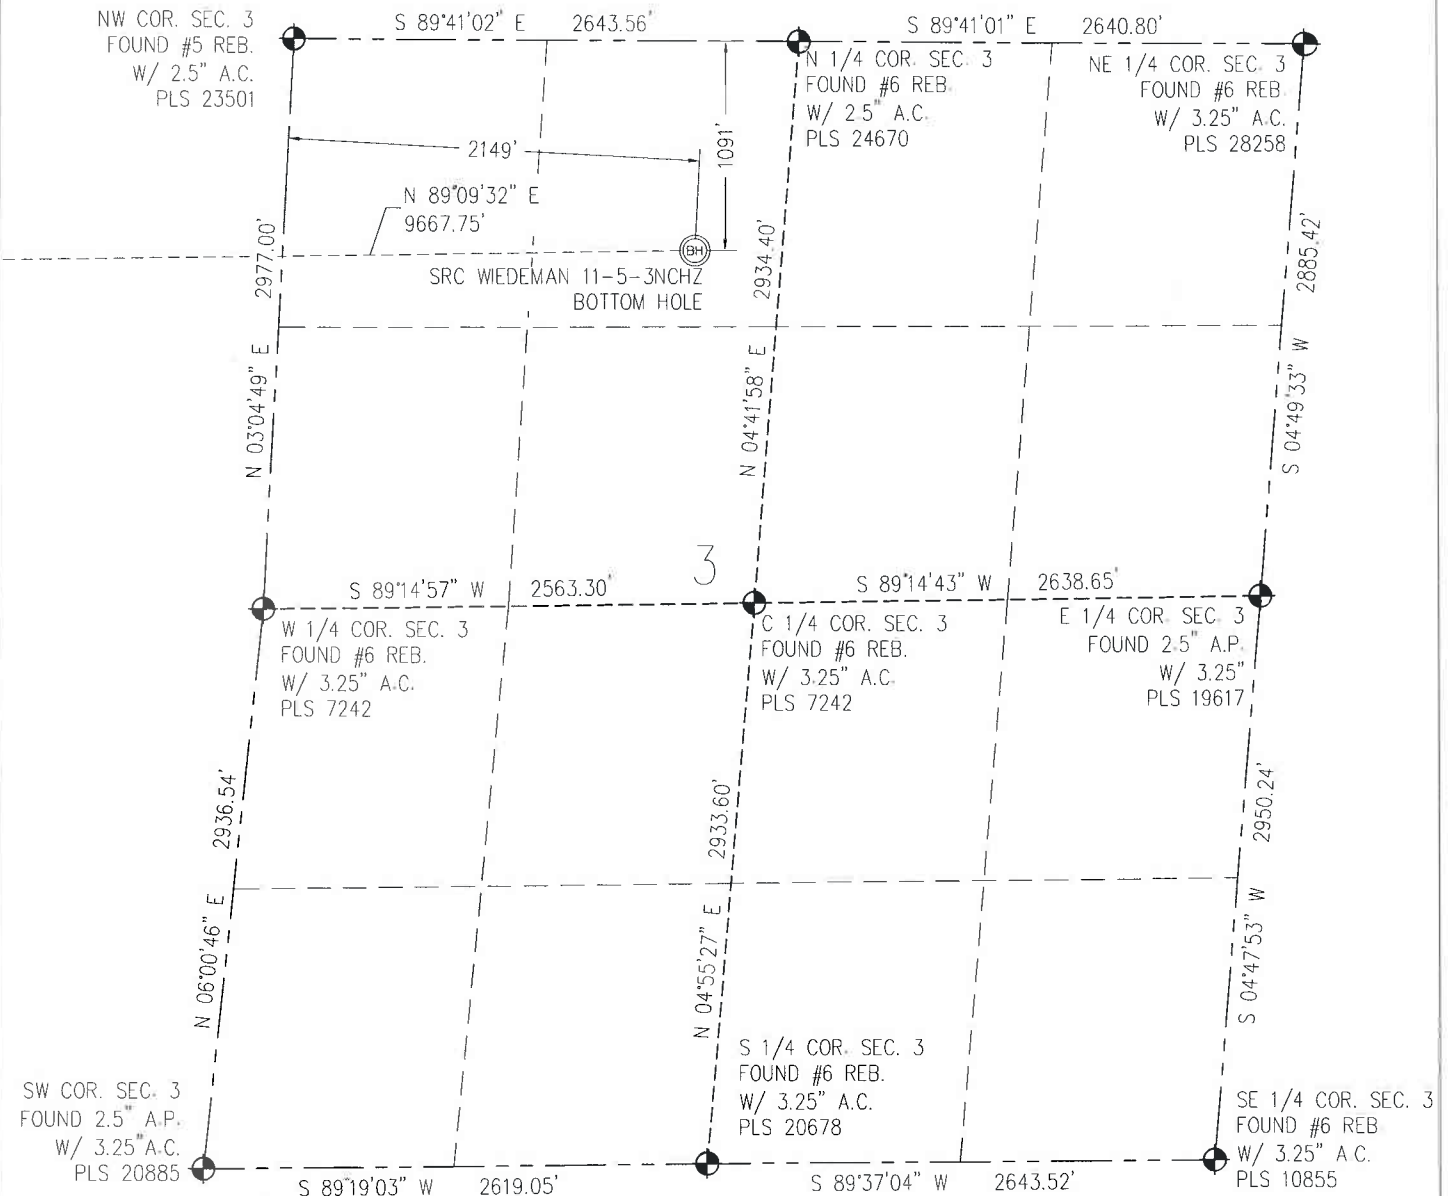 NW COR. SEC. 3
FOUND #5 REB.
W/ 2.5" A.C.
PLS 23501
S 89°41'02" E 2643.56'
S 89°41'01" E 2640.80'
N 1/4 COR. SEC. 3
FOUND #6 REB.
W/ 2.5" A.C.
PLS 24670
NE 1/4 COR. SEC. 3
FOUND #6 REB.
W/ 3.25" A.C.
PLS 28258
2149'
1091'
N 89°09'32" E
9667.75'
BH
SRC WIEDEMAN 11-5-3NCHZ
BOTTOM HOLE
N 03°04'49" E 2977.00'
N 04°41'58" E 2934.40'
S 04°49'33" W 2885.42'
3
S 89°14'57" W 2563.30'
S 89°14'43" W 2638.65'
W 1/4 COR. SEC. 3
FOUND #6 REB.
W/ 3.25" A.C.
PLS 7242
C 1/4 COR. SEC. 3
FOUND #6 REB.
W/ 3.25" A.C.
PLS 7242
E 1/4 COR. SEC. 3
FOUND 2.5" A.P.
W/ 3.25"
PLS 19617
N 06°00'46" E 2936.54'
N 04°55'27" E 2933.60'
S 04°47'53" W 2950.24'
SW COR. SEC. 3
FOUND 2.5" A.P.
W/ 3.25" A.C.
PLS 20885
S 1/4 COR. SEC. 3
FOUND #6 REB.
W/ 3.25" A.C.
PLS 20678
SE 1/4 COR. SEC. 3
FOUND #6 REB
W/ 3.25" A.C.
PLS 10855
S 89°19'03" W 2619.05'
S 89°37'04" W 2643.52'